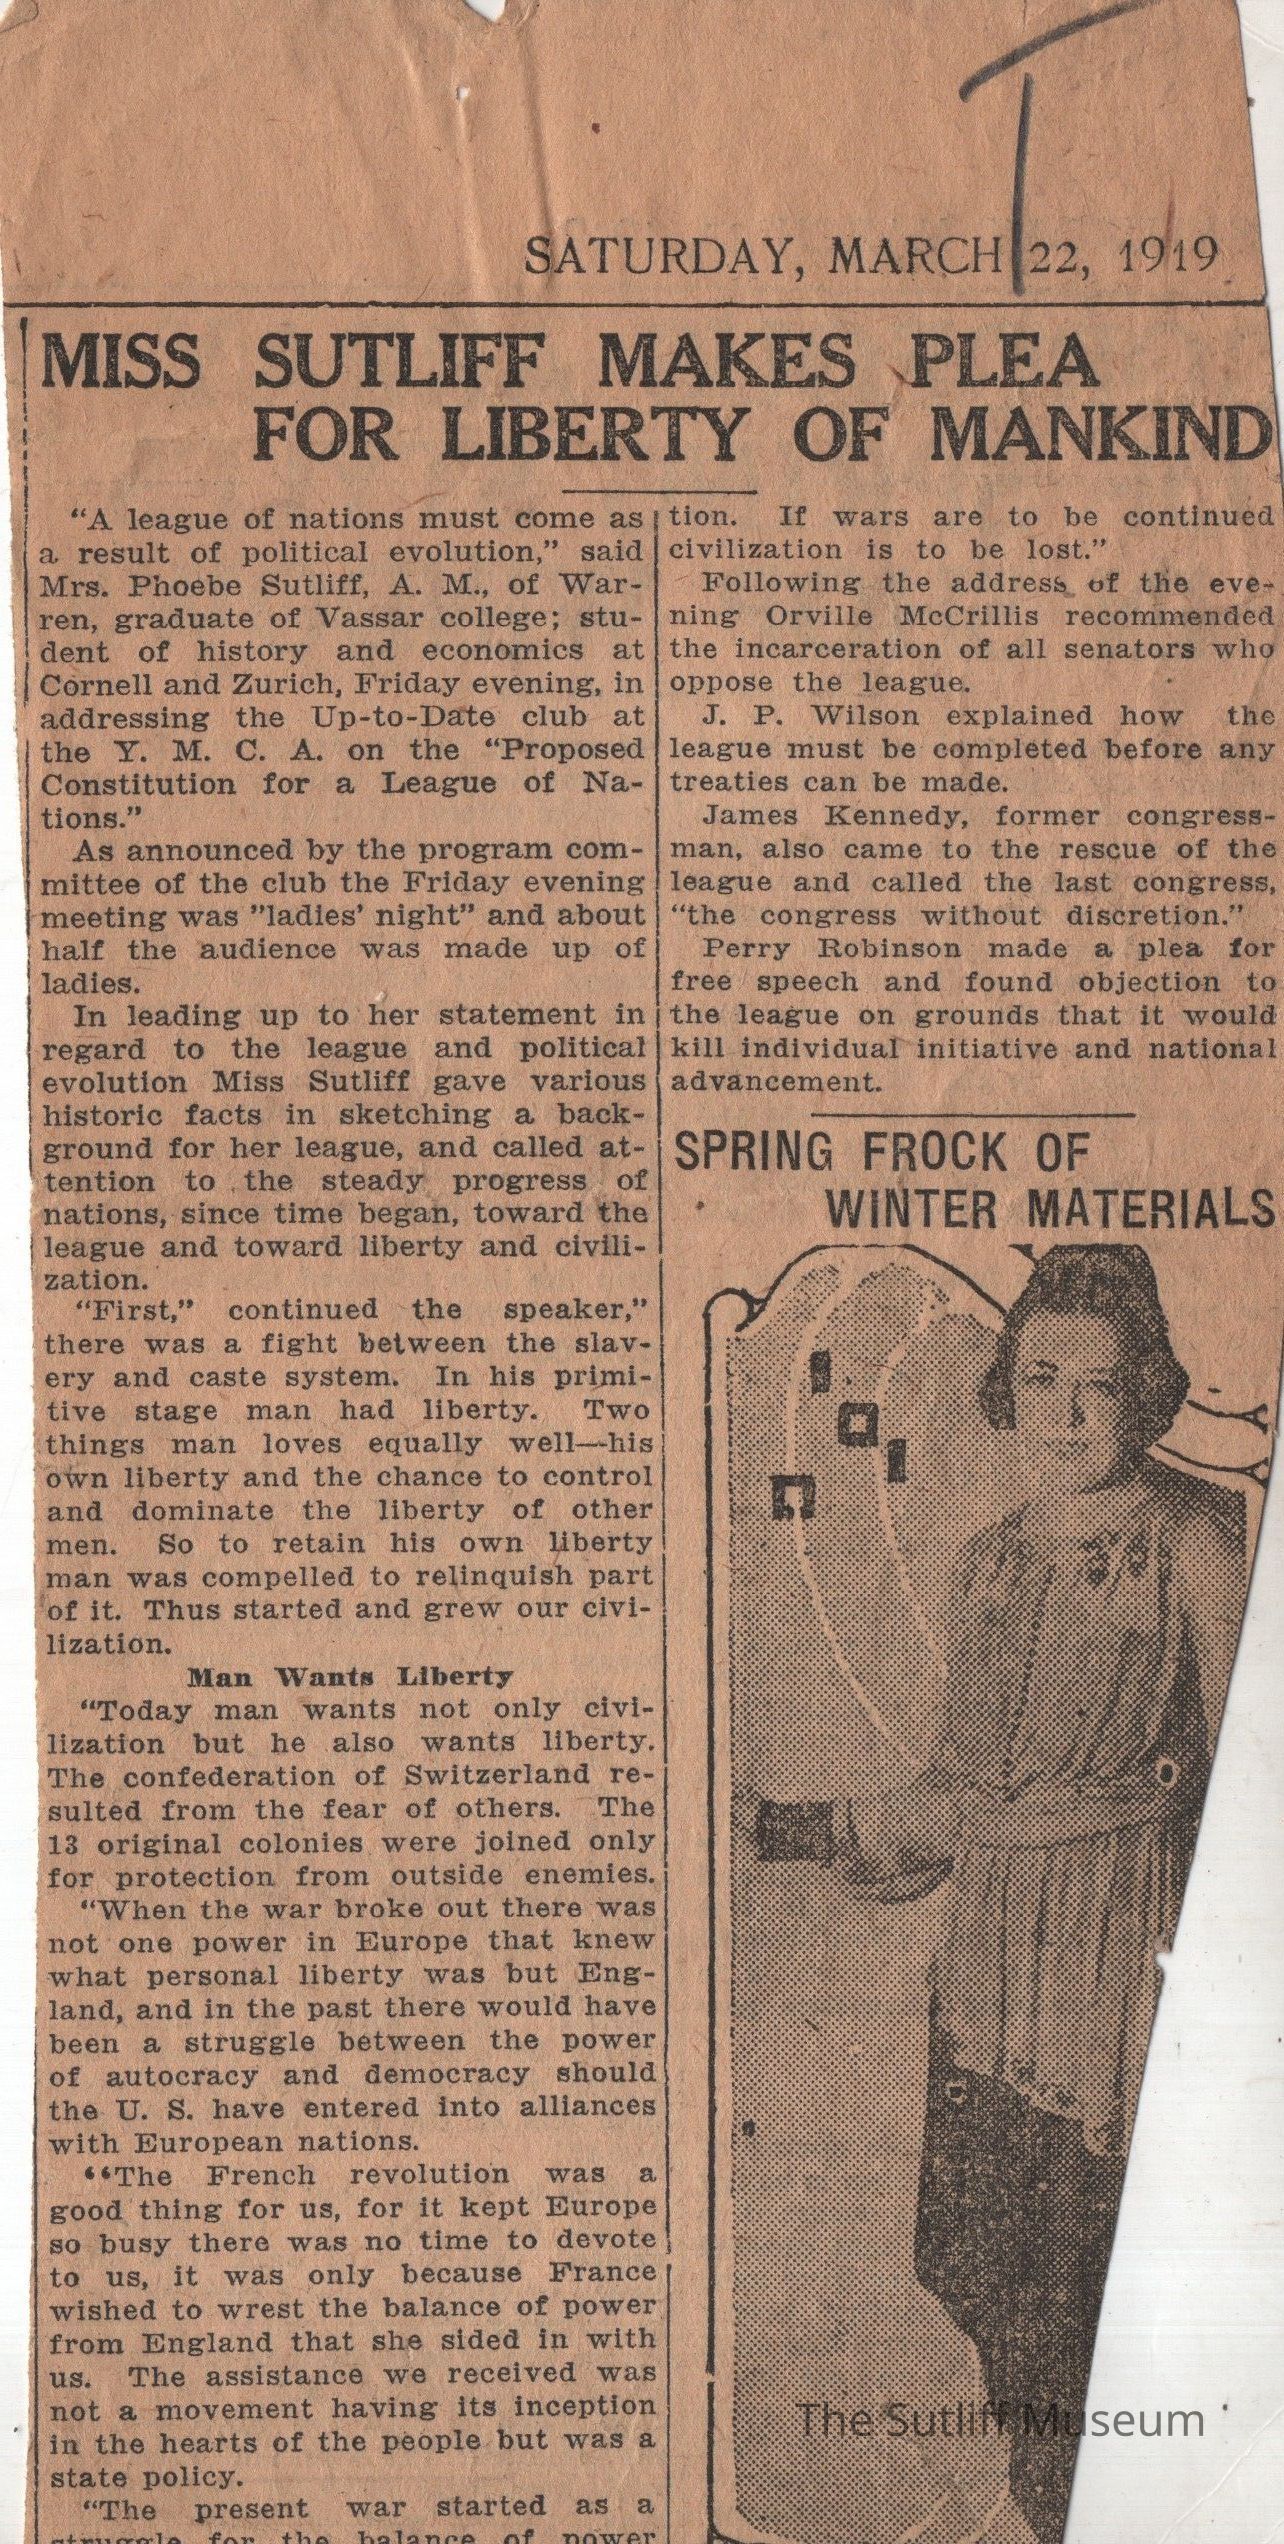 SATURDAY, MARCH 22, 1919
MISS SUTLIFF MAKES PLEA
FOR LIBERTY OF MANKIND
"A league of nations must come as
a result of political evolution," said
Mrs. Phoebe Sutliff, A. M., of War-
ren, graduate of Vassar college; stu-
dent of history and economics at
Cornell and Zurich, Friday evening, in
addressing the Up-to-Date club at
the Y. M. C. A. on the "Proposed
Constitution for a League of Na-
tions."
As announced by the program com-
mittee of the club the Friday evening
meeting was "ladies' night" and about
half the audience was made up of
ladies.
In leading up to her statement in
regard to the league and political
evolution Miss Sutliff gave various
historic facts in sketching a back-
ground for her league, and called at-
tention to the steady progress of
nations, since time began, toward the
league and toward liberty and civili-
zation.
"First," continued the speaker,"
there was a fight between the slav-
ery and caste system. In his primi-
tive stage man had liberty. Two
things man loves equally well—his
own liberty and the chance to control
and dominate the liberty of other
men. So to retain his own liberty
man was compelled to relinquish part
of it. Thus started and grew our civi-
lization.
Man Wants Liberty
"Today man wants not only civi-
lization but he also wants liberty.
The confederation of Switzerland re-
sulted from the fear of others. The
13 original colonies were joined only
for protection from outside enemies.
"When the war broke out there was
not one power in Europe that knew
what personal liberty was but Eng-
land, and in the past there would have
been a struggle between the power
of autocracy and democracy should
the U. S. have entered into alliances
with European nations.
"The French revolution was a
good thing for us, for it kept Europe
so busy there was no time to devote
to us, it was only because France
wished to wrest the balance of power
from England that she sided in with
us. The assistance we received was
not a movement having its inception
in the hearts of the people but was a
state policy.
"The present war started as a
struggle for the balance of power
tion. If wars are to be continued
civilization is to be lost."
Following the address of the eve-
ning Orville McCrillis recommended
the incarceration of all senators who
oppose the league.
J. P. Wilson explained how the
league must be completed before any
treaties can be made.
James Kennedy, former congress-
man, also came to the rescue of the
league and called the last congress,
"the congress without discretion."
Perry Robinson made a plea for
free speech and found objection to
the league on grounds that it would
kill individual initiative and national
advancement.
SPRING FROCK OF
WINTER MATERIALS
The Sutliff Museum